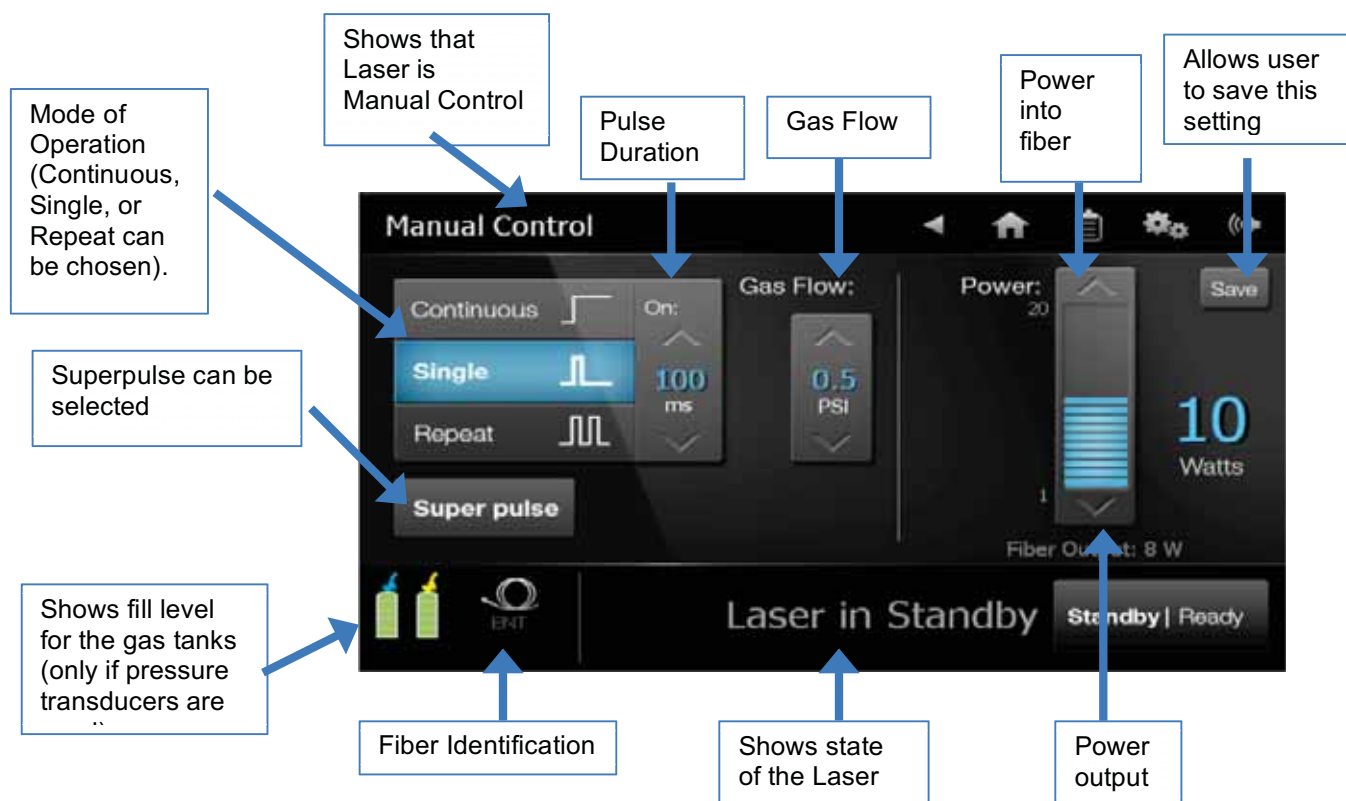 Shows that
Laser is
Manual Control
Mode of
Operation
(Continuous,
Single, or
Repeat can
be chosen).
Pulse
Duration
Gas Flow
Power
into
fiber
Allows user
to save this
setting
Superpulse can be
selected
Shows fill level
for the gas tanks
(only if pressure
transducers are
Fiber Identification
Shows state
of the Laser
Power
output
Manual Control
Continuous
Single
Repeat
On:
100
ms
Gas Flow:
0.5
PSI
Power:
20
1
Save
10
Watts
Super pulse
Fiber Output: 8 W
ENT
Laser in Standby
Standby | Ready